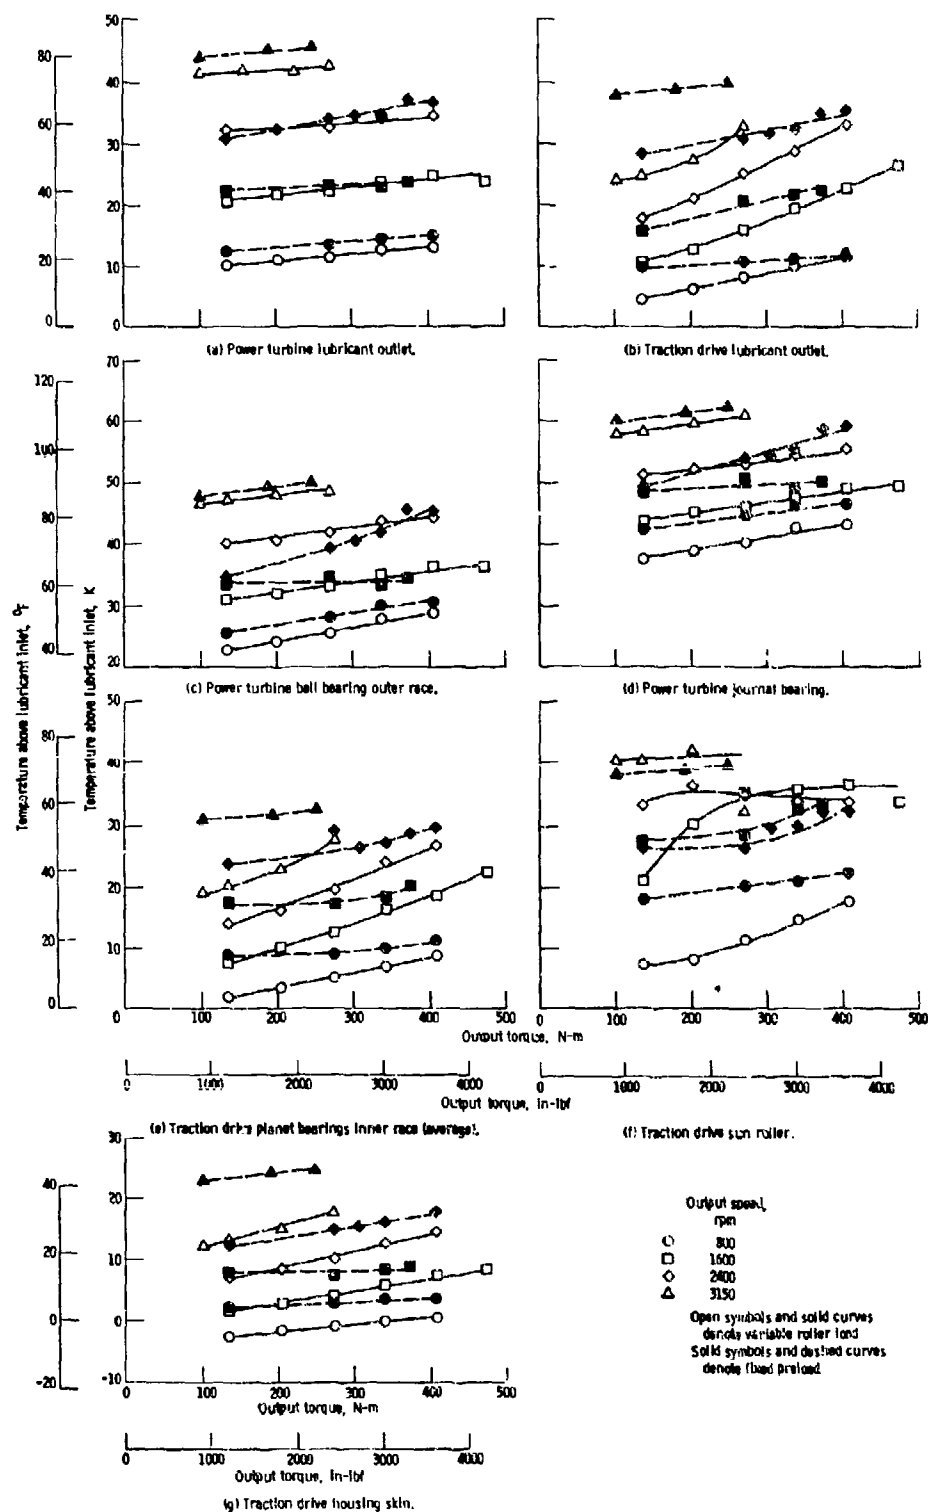 50
40
30
20
10
0
80
60
40
20
0
(a) Power turbine lubricant outlet.
(b) Traction drive lubricant outlet.
70
60
50
40
30
20
120
100
80
60
40
Temperature above lubricant inlet, °F
Temperature above lubricant inlet, K
(c) Power turbine ball bearing outer race.
(d) Power turbine journal bearing.
50
40
30
20
10
0
80
60
40
20
0
100 200 300 400 500
0 100 200 300 400 500
Output torque, N-m
0 1000 2000 3000 4000
0 1000 2000 3000 4000
Output torque, in-lbf
(e) Traction drive planet bearings inner race (average).
(f) Traction drive sun roller.
30
20
10
0
-10
40
20
0
-20
0 100 200 300 400 500
Output torque, N-m
0 1000 2000 3000 4000
Output torque, in-lbf
(g) Traction drive housing skin.
Output speed,
rpm
800
1600
2400
3150
Open symbols and solid curves
denote variable roller load
Solid symbols and dashed curves
denote fixed preload